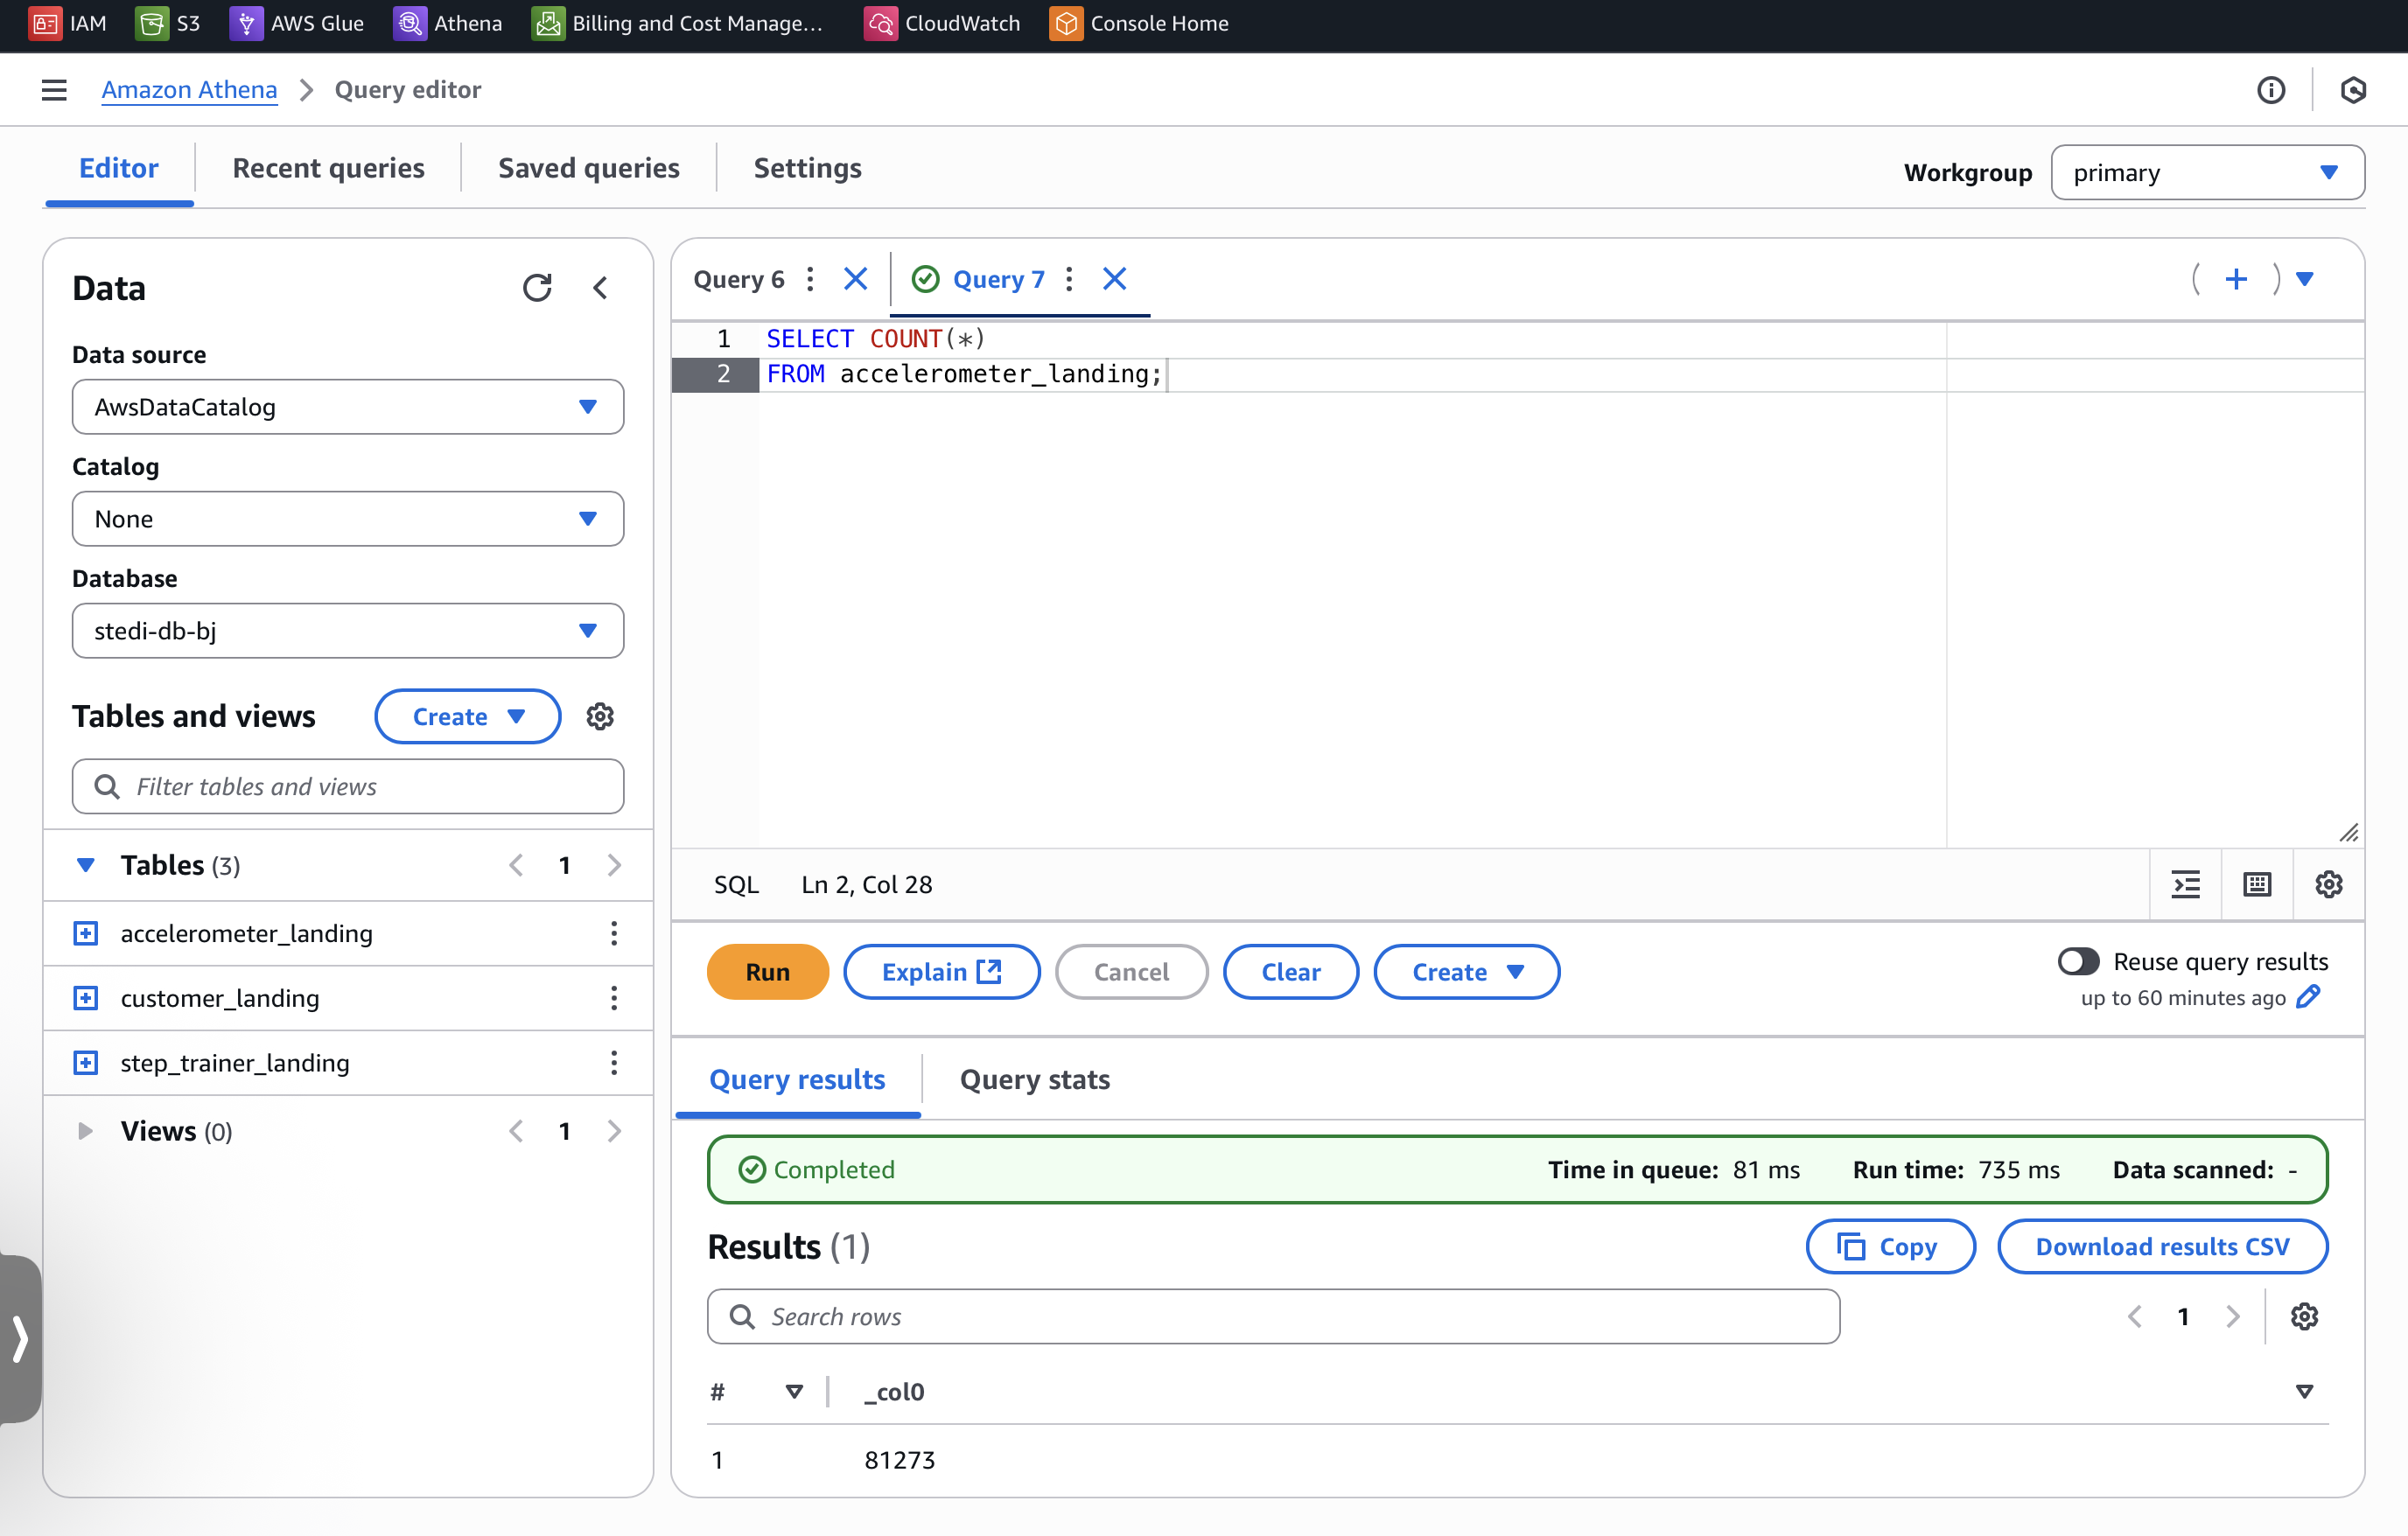 IAM S3 AWS Glue Athena Billing and Cost Manage... CloudWatch Console Home
Amazon Athena Query editor
Editor Recent queries Saved queries Settings Workgroup primary
Data
Data source
AwsDataCatalog
Catalog
None
Database
stedi-db-bj
Tables and views Create
Filter tables and views
Tables (3) 1
accelerometer_landing
customer_landing
step_trainer_landing
Views (0) 1
Query 6 Query 7
1 SELECT COUNT(*)
2 FROM accelerometer_landing;
SQL Ln 2, Col 28
Run Explain Cancel Clear Create Reuse query results
up to 60 minutes ago
Query results Query stats
Completed Time in queue: 81 ms Run time: 735 ms Data scanned: -
Results (1) Copy Download results CSV
Search rows 1
# _col0
1 81273